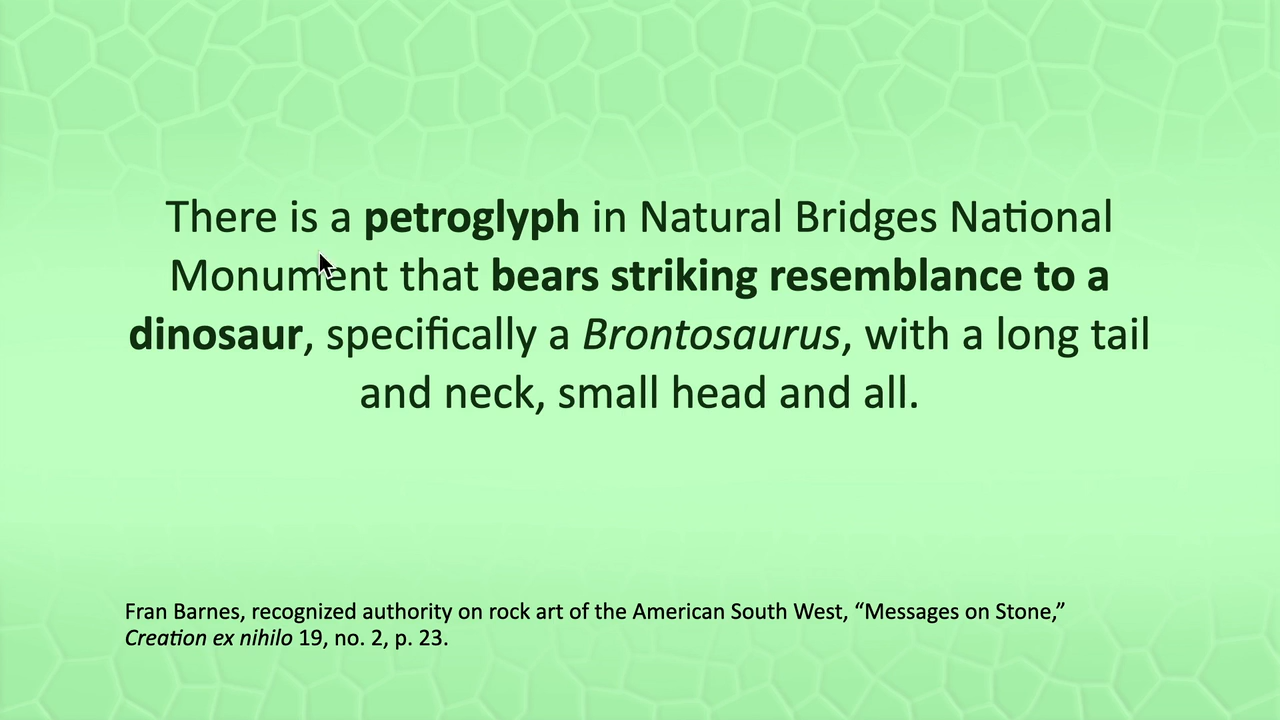 There is a petroglyph in Natural Bridges National
Monument that bears striking resemblance to a
dinosaur, specifically a Brontosaurus, with a long tail
and neck, small head and all.
Fran Barnes, recognized authority on rock art of the American South West, “Messages on Stone,”
Creation ex nihilo 19, no. 2, p. 23.